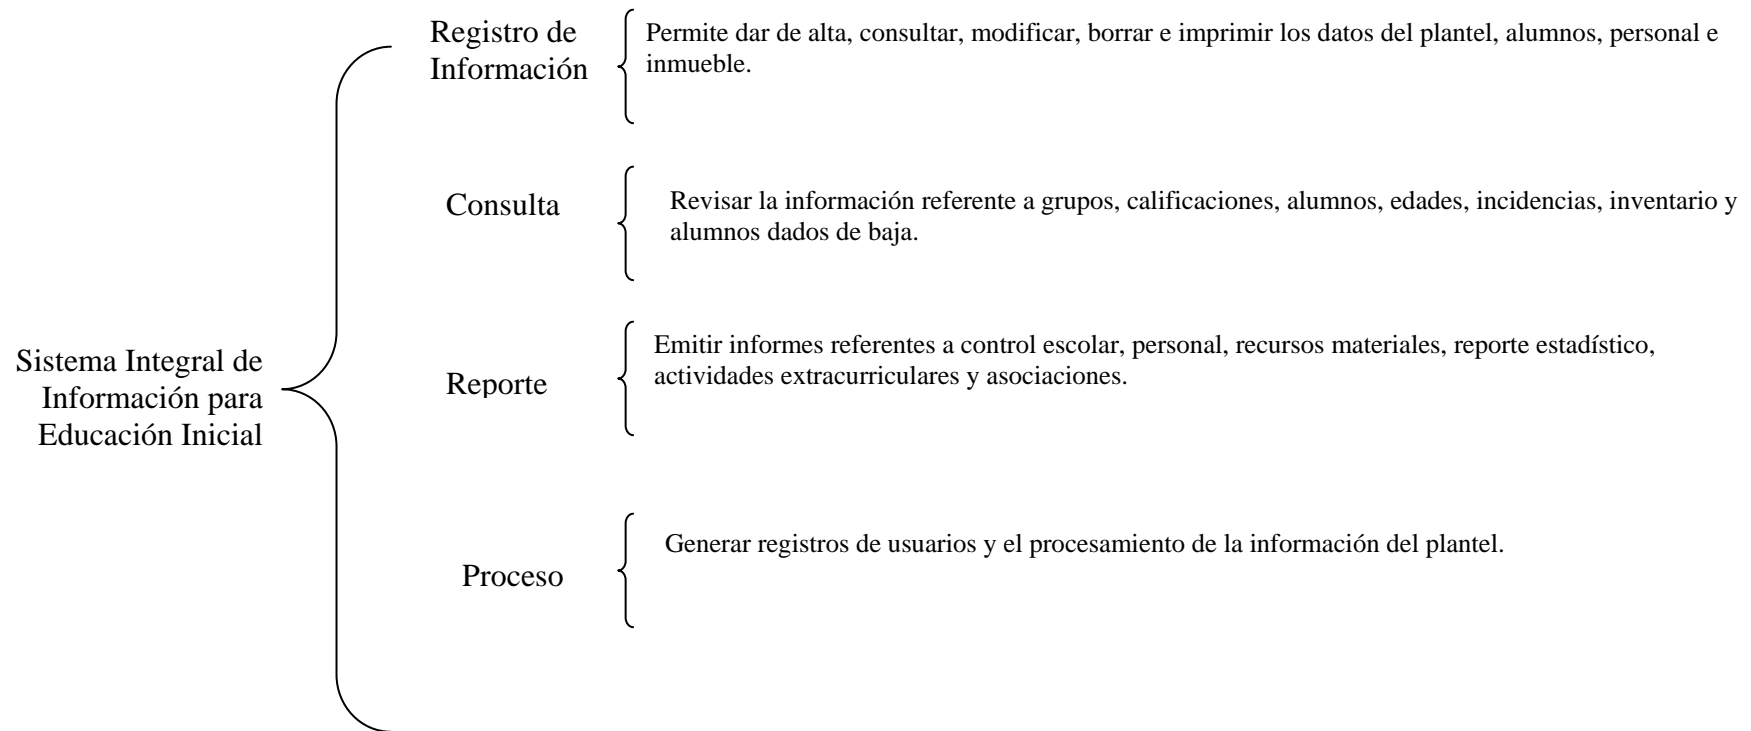 Registro de
Información
Permite dar de alta, consultar, modificar, borrar e imprimir los datos del plantel, alumnos, personal e
inmueble.
Consulta
Revisar la información referente a grupos, calificaciones, alumnos, edades, incidencias, inventario y
alumnos dados de baja.
Sistema Integral de
Información para
Educación Inicial
Reporte
Emitir informes referentes a control escolar, personal, recursos materiales, reporte estadístico,
actividades extracurriculares y asociaciones.
Proceso
Generar registros de usuarios y el procesamiento de la información del plantel.